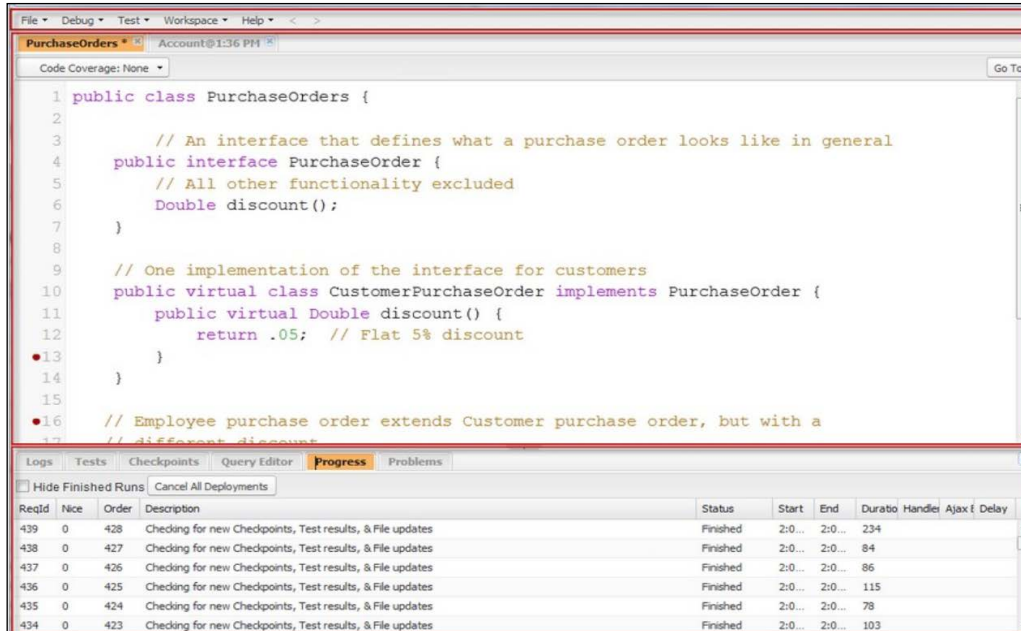 File Debug Test Workspace Help < >
PurchaseOrders * Account@1:36 PM
Code Coverage: None Go To
1 public class PurchaseOrders {
2
3 // An interface that defines what a purchase order looks like in general
4 public interface PurchaseOrder {
5 // All other functionality excluded
6 Double discount();
7 }
8
9 // One implementation of the interface for customers
10 public virtual class CustomerPurchaseOrder implements PurchaseOrder {
11 public virtual Double discount() {
12 return .05; // Flat 5% discount
13 }
14 }
15
16 // Employee purchase order extends Customer purchase order, but with a
17 // different discount
Logs Tests Checkpoints Query Editor Progress Problems
Hide Finished Runs Cancel All Deployments
ReqId Nice Order Description Status Start End Duratio Handler Ajax Delay
439 0 428 Checking for new Checkpoints, Test results, & File updates Finished 2:0... 2:0... 234
438 0 427 Checking for new Checkpoints, Test results, & File updates Finished 2:0... 2:0... 84
437 0 426 Checking for new Checkpoints, Test results, & File updates Finished 2:0... 2:0... 86
436 0 425 Checking for new Checkpoints, Test results, & File updates Finished 2:0... 2:0... 115
435 0 424 Checking for new Checkpoints, Test results, & File updates Finished 2:0... 2:0... 78
434 0 423 Checking for new Checkpoints, Test results, & File updates Finished 2:0... 2:0... 103